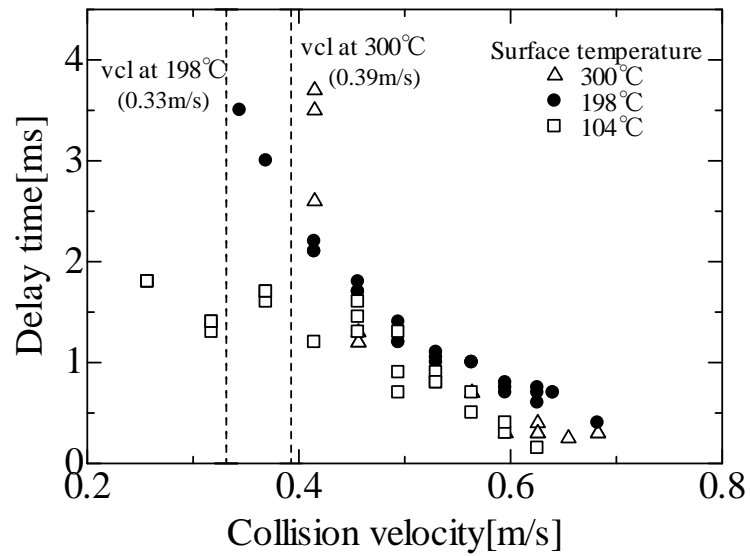 4
3
2
1
0
Delay time[ms]
vcl at 198℃
(0.33m/s)
vcl at 300℃
(0.39m/s)
Surface temperature
300℃
198℃
104℃
0.2
0.4
0.6
0.8
Collision velocity[m/s]